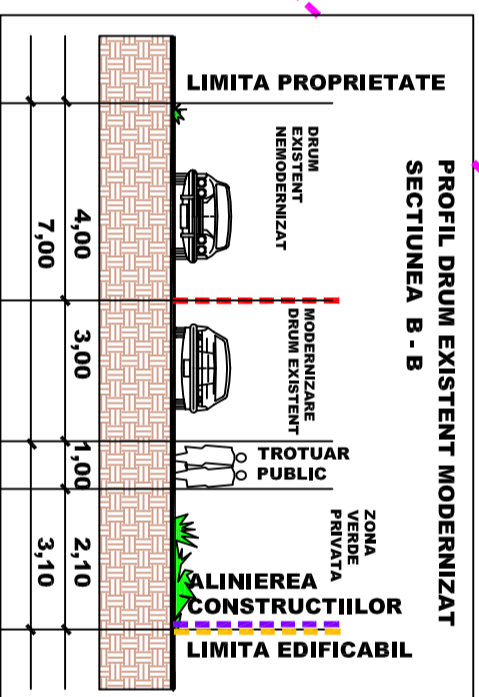 PROFIL DRUM EXISTENT MODERNIZAT
SECTIUNEA B - B
LIMITA PROPRIETATE
DRUM
EXISTENT
NEMODERNIZAT
MODERNIZARE
DRUM EXISTENT
TROTUAR
PUBLIC
ZONA
VERDE
PRIVATA
ALINIEREA
CONSTRUCTIILOR
LIMITA EDIFICABIL
4,00 3,00 1,00 2,10
7,00 3,10